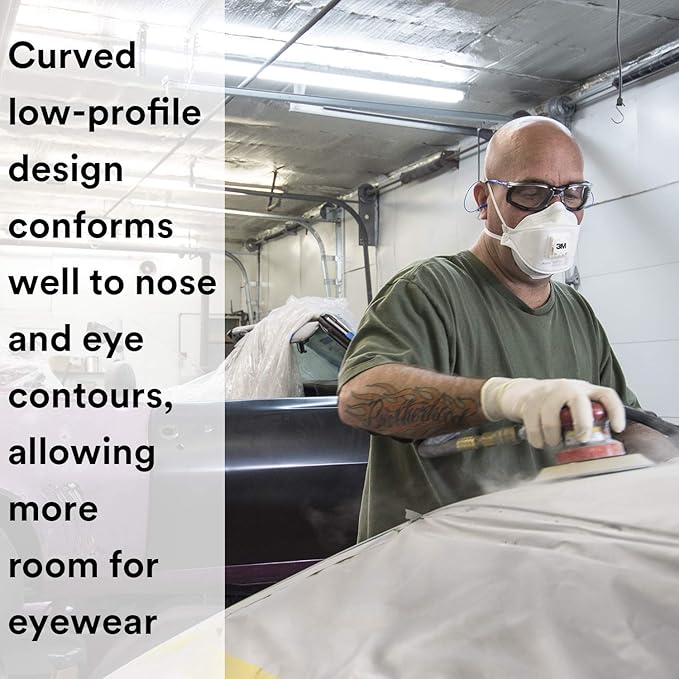 Curved
low-profile
design
conforms
well to nose
and eye
contours,
allowing
more
room for
eyewear
3M